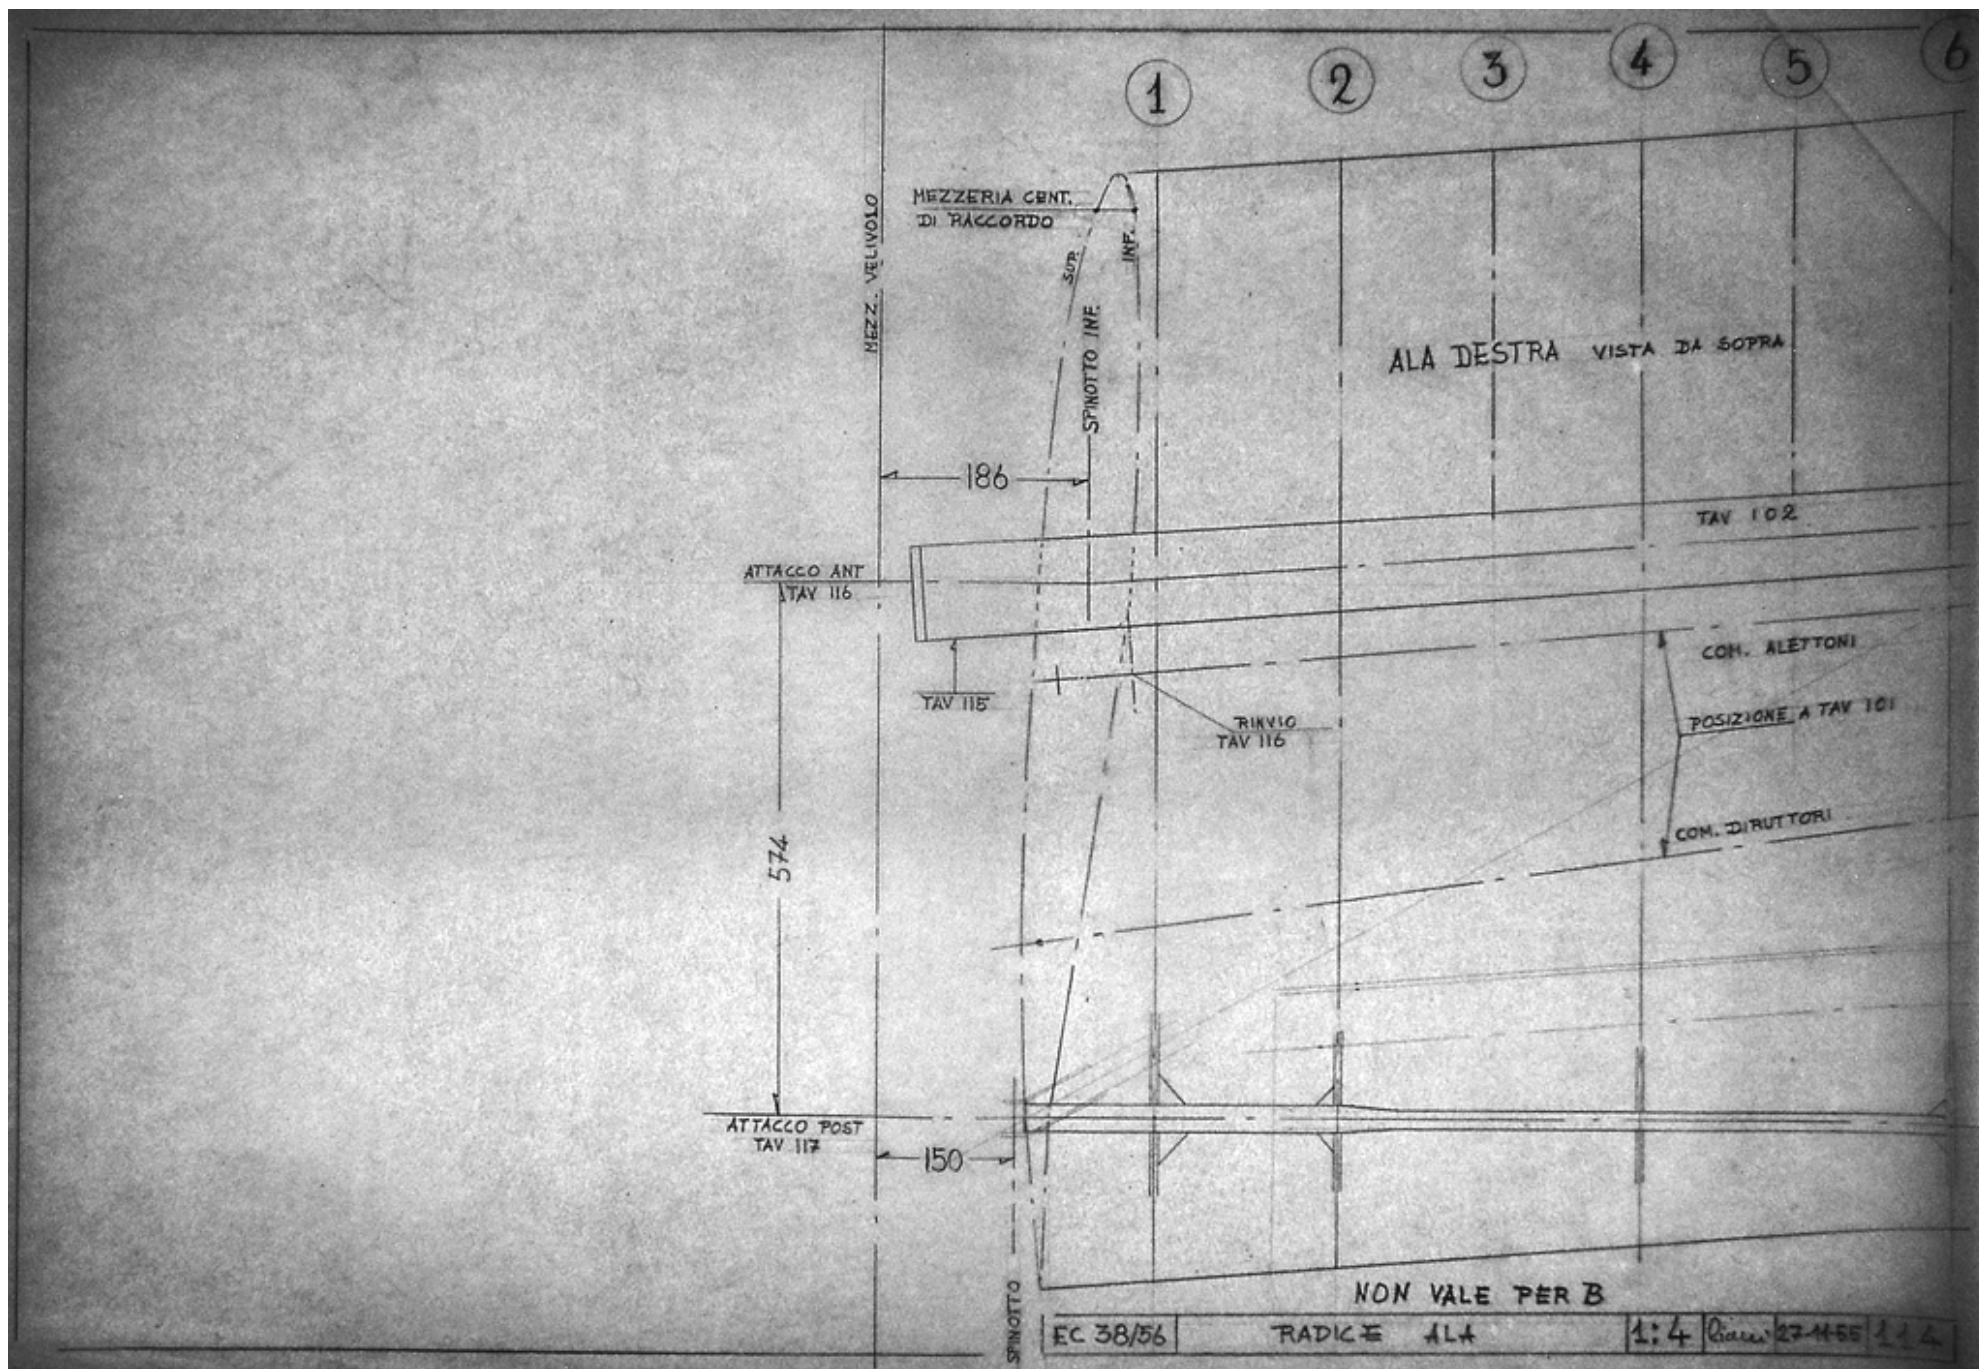 1 2 3 4 5 6
MEZZERIA CENT.
DI RACCORDO
MEZZ. VELIVOLO
SUP.
INF.
SPINOTTO INF.
ALA DESTRA VISTA DA SOPRA
186
TAV 102
ATTACCO ANT
TAV 116
COM. ALETTONI
TAV 115
RINVIO
TAV 116
POSIZIONE A TAV 101
COM. DIRUTTORI
574
ATTACCO POST
TAV 117
150
SPINOTTO
NON VALE PER B
EC 38/56 RADICE ALA 1:4 27-11-55 114